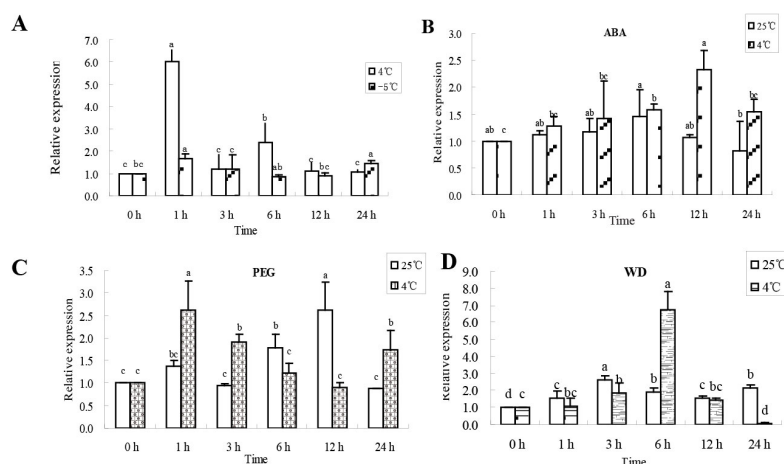 A
6.0
5.0
4.0
3.0
2.0
1.0
0.0
Relative expression
4℃
-5℃
c bc
a
a
c c
a
ab
c
bc
c
a
0 h 1 h 3 h 6 h 12 h 24 h
Time
B
ABA
3.0
2.5
2.0
1.5
1.0
0.5
0.0
Relative expression
25℃
4℃
ab c
ab bc
ab
bc
a
b
ab
a
b
bc
0 h 1 h 3 h 6 h 12 h 24 h
Time
C
PEG
3.5
3.0
2.5
2.0
1.5
1.0
0.5
0.0
Relative expression
25℃
4℃
c c
bc
a
c
b
b
c
a
c
c
b
0 h 1 h 3 h 6 h 12 h 24 h
Time
D
WD
9.0
8.0
7.0
6.0
5.0
4.0
3.0
2.0
1.0
0.0
Relative expression
25℃
4℃
d c
c bc
a
b
b
a
c bc
b
d
0 h 1 h 3 h 6 h 12 h 24 h
Time